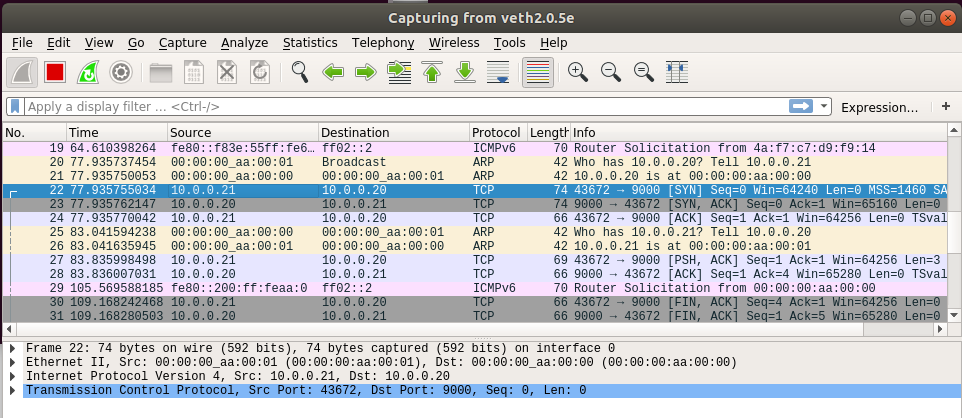 Capturing from veth2.0.5e
File Edit View Go Capture Analyze Statistics Telephony Wireless Tools Help
Apply a display filter ... <Ctrl-/> Expression... +
No. Time Source Destination Protocol Length Info
19 64.610398264 fe80::f83e:55ff:fe6... ff02::2 ICMPv6 70 Router Solicitation from 4a:f7:c7:d9:f9:14
20 77.935737454 00:00:00_aa:00:01 Broadcast ARP 42 Who has 10.0.0.20? Tell 10.0.0.21
21 77.935750053 00:00:00_aa:00:00 00:00:00_aa:00:01 ARP 42 10.0.0.20 is at 00:00:00:aa:00:00
22 77.935755034 10.0.0.21 10.0.0.20 TCP 74 43672 → 9000 [SYN] Seq=0 Win=64240 Len=0 MSS=1460 SA
23 77.935762147 10.0.0.20 10.0.0.21 TCP 74 9000 → 43672 [SYN, ACK] Seq=0 Ack=1 Win=65160 Len=0
24 77.935770042 10.0.0.21 10.0.0.20 TCP 66 43672 → 9000 [ACK] Seq=1 Ack=1 Win=64256 Len=0 TSval
25 83.041594238 00:00:00_aa:00:00 00:00:00_aa:00:01 ARP 42 Who has 10.0.0.21? Tell 10.0.0.20
26 83.041635945 00:00:00_aa:00:01 00:00:00_aa:00:00 ARP 42 10.0.0.21 is at 00:00:00:aa:00:01
27 83.835998498 10.0.0.21 10.0.0.20 TCP 69 43672 → 9000 [PSH, ACK] Seq=1 Ack=1 Win=64256 Len=3
28 83.836007031 10.0.0.20 10.0.0.21 TCP 66 9000 → 43672 [ACK] Seq=1 Ack=4 Win=65280 Len=0 TSval
29 105.569588185 fe80::200:ff:feaa:0 ff02::2 ICMPv6 70 Router Solicitation from 00:00:00:aa:00:00
30 109.168242468 10.0.0.21 10.0.0.20 TCP 66 43672 → 9000 [FIN, ACK] Seq=4 Ack=1 Win=64256 Len=0
31 109.168280503 10.0.0.20 10.0.0.21 TCP 66 9000 → 43672 [FIN, ACK] Seq=1 Ack=5 Win=65280 Len=0
Frame 22: 74 bytes on wire (592 bits), 74 bytes captured (592 bits) on interface 0
Ethernet II, Src: 00:00:00_aa:00:01 (00:00:00:aa:00:01), Dst: 00:00:00_aa:00:00 (00:00:00:aa:00:00)
Internet Protocol Version 4, Src: 10.0.0.21, Dst: 10.0.0.20
Transmission Control Protocol, Src Port: 43672, Dst Port: 9000, Seq: 0, Len: 0